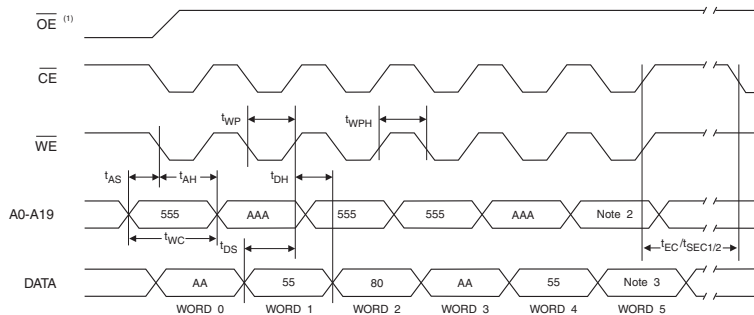 OE (1)
CE
tWP
tWPH
WE
tAS
tAH
tDH
A0-A19
555
AAA
555
555
AAA
Note 2
tWC
tDS
tEC/tSEC1/2
DATA
AA
55
80
AA
55
Note 3
WORD 0
WORD 1
WORD 2
WORD 3
WORD 4
WORD 5